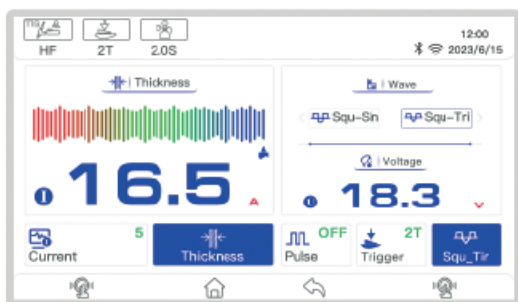 HF 2T 2.0S
12:00
2023/6/15
Thickness
Wave
Squ-Sin Squ-Tri
Voltage
16.5 A
18.3 V
5 OFF 2T
Current Thickness Pulse Trigger Squ_Tir